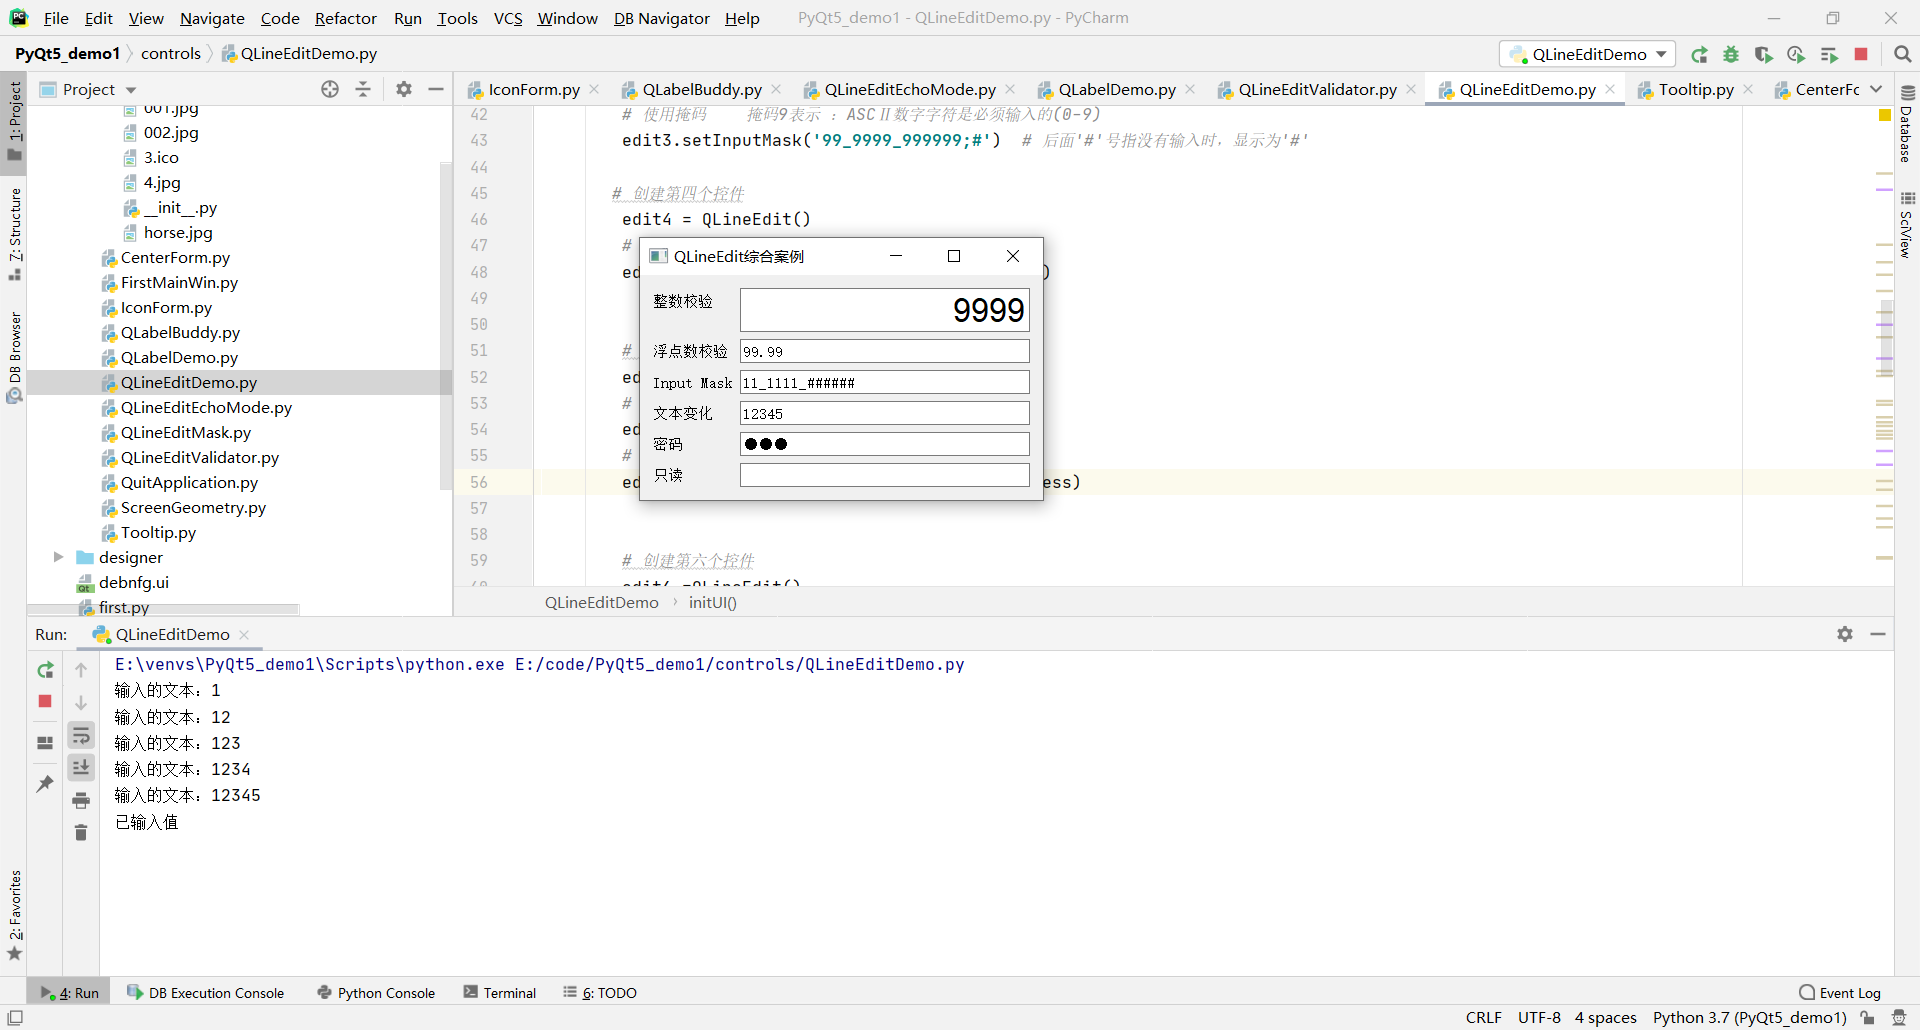 File Edit View Navigate Code Refactor Run Tools VCS Window DB Navigator Help PyQt5_demo1 - QLineEditDemo.py - PyCharm
PyQt5_demo1 controls QLineEditDemo.py QLineEditDemo
1: Project
7: Structure
DB Browser
2: Favorites
Project
001.jpg
002.jpg
3.ico
4.jpg
__init__.py
horse.jpg
CenterForm.py
FirstMainWin.py
IconForm.py
QLabelBuddy.py
QLabelDemo.py
QLineEditDemo.py
QLineEditEchoMode.py
QLineEditMask.py
QLineEditValidator.py
QuitApplication.py
ScreenGeometry.py
Tooltip.py
designer
debnfg.ui
first.py
IconForm.py QLabelBuddy.py QLineEditEchoMode.py QLabelDemo.py QLineEditValidator.py QLineEditDemo.py Tooltip.py CenterFc
42 # 使用掩码 掩码9表示 : ASCⅡ数字字符是必须输入的(0-9)
43 edit3.setInputMask('99_9999_999999;#') # 后面'#'号指没有输入时, 显示为'#'
44
45 # 创建第四个控件
46 edit4 = QLineEdit()
47 #
48 ed )
49
50
51 #
52 ed
53 #
54 ed
55 #
56 ed ess)
57
58
59 # 创建第六个控件
QLineEditDemo initUI()
QLineEdit综合案例
整数校验 9999
浮点数校验 99.99
Input Mask 11_1111_######
文本变化 12345
密码 ●●●
只读
Database
SciView
Run: QLineEditDemo
E:\venvs\PyQt5_demo1\Scripts\python.exe E:/code/PyQt5_demo1/controls/QLineEditDemo.py
输入的文本: 1
输入的文本: 12
输入的文本: 123
输入的文本: 1234
输入的文本: 12345
已输入值
4: Run DB Execution Console Python Console Terminal 6: TODO Event Log
CRLF UTF-8 4 spaces Python 3.7 (PyQt5_demo1)